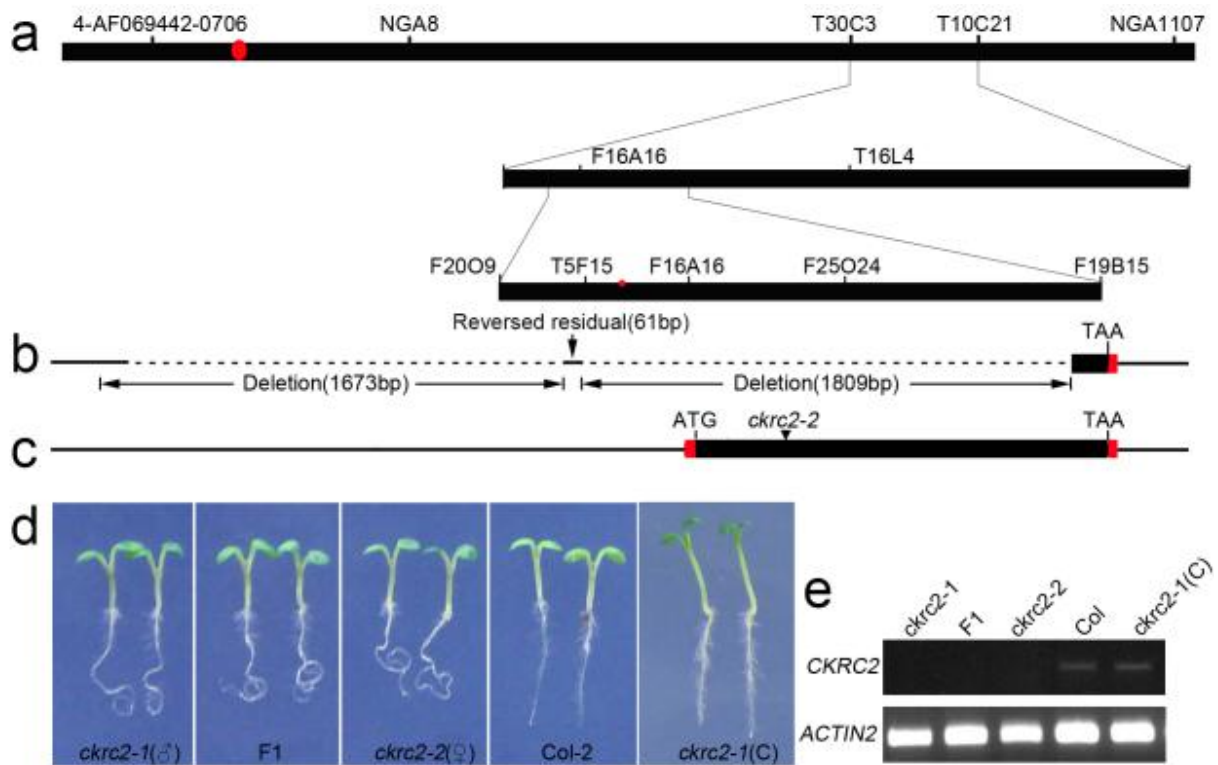 a
4-AF069442-0706 NGA8 T30C3 T10C21 NGA1107
F16A16 T16L4
F20O9 T5F15 F16A16 F25O24 F19B15
Reversed residual(61bp)
b
TAA
Deletion(1673bp) Deletion(1809bp)
c
ATG ckrc2-2 TAA
d
ckrc2-1(♂) F1 ckrc2-2(♀) Col-2 ckrc2-1(C)
e
ckrc2-1 F1 ckrc2-2 Col ckrc2-1(C)
CKRC2
ACTIN2